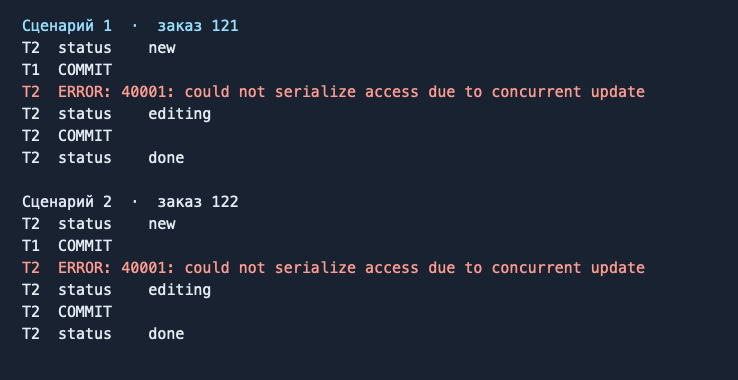 Сценарий 1 · заказ 121
T2 status new
T1 COMMIT
T2 ERROR: 40001: could not serialize access due to concurrent update
T2 status editing
T2 COMMIT
T2 status done
Сценарий 2 · заказ 122
T2 status new
T1 COMMIT
T2 ERROR: 40001: could not serialize access due to concurrent update
T2 status editing
T2 COMMIT
T2 status done